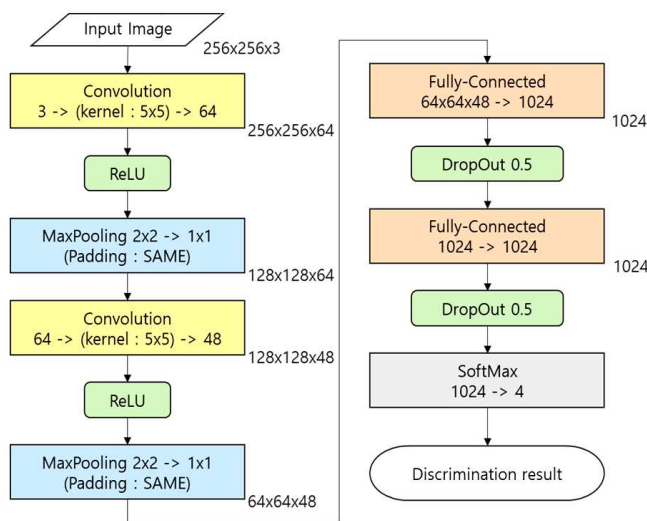 Input Image
256x256x3
Convolution
3 -> (kernel : 5x5) -> 64
256x256x64
ReLU
MaxPooling 2x2 -> 1x1
(Padding : SAME)
128x128x64
Convolution
64 -> (kernel : 5x5) -> 48
128x128x48
ReLU
MaxPooling 2x2 -> 1x1
(Padding : SAME)
64x64x48
Fully-Connected
64x64x48 -> 1024
1024
DropOut 0.5
Fully-Connected
1024 -> 1024
1024
DropOut 0.5
SoftMax
1024 -> 4
Discrimination result